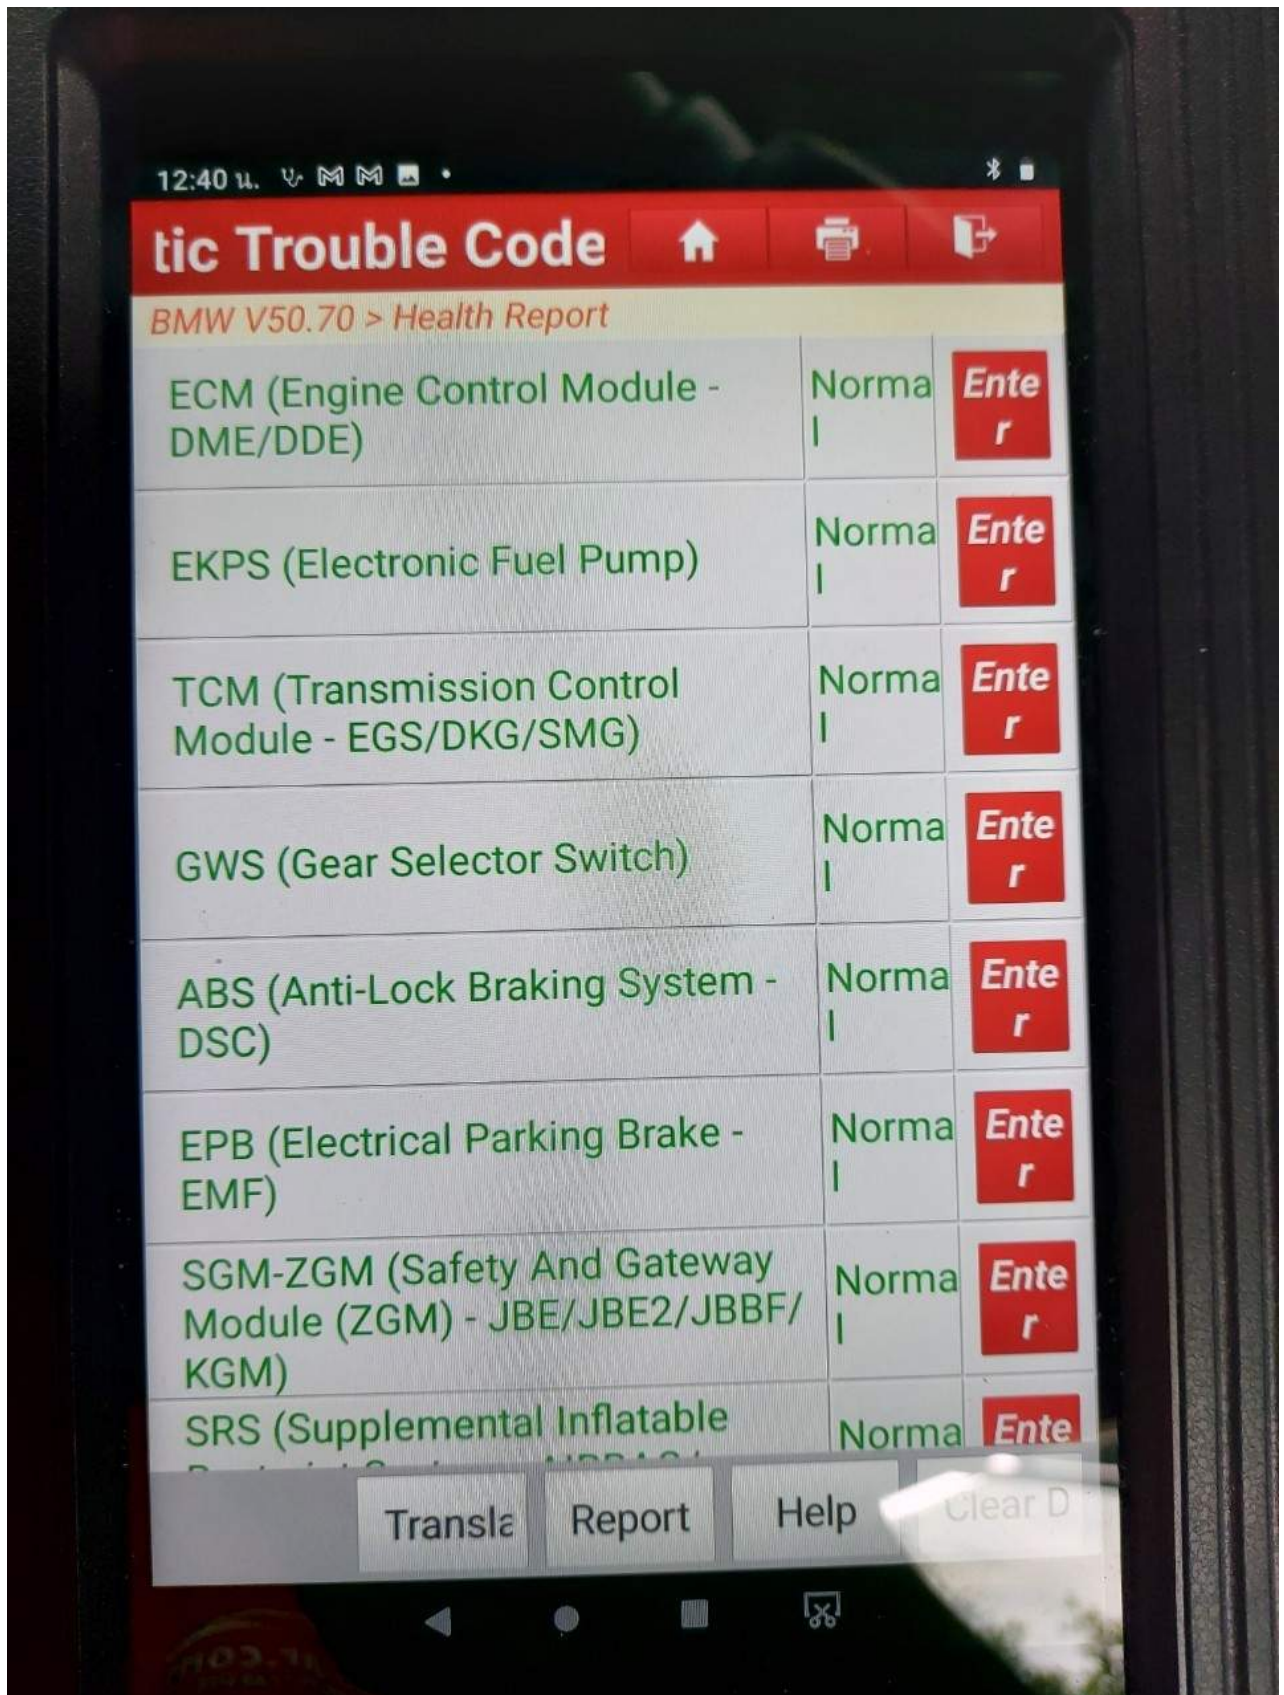 12:40 น.
tic Trouble Code
BMW V50.70 > Health Report
ECM (Engine Control Module -
DME/DDE)
Norma
l
Ente
r
EKPS (Electronic Fuel Pump)
Norma
l
Ente
r
TCM (Transmission Control
Module - EGS/DKG/SMG)
Norma
l
Ente
r
GWS (Gear Selector Switch)
Norma
l
Ente
r
ABS (Anti-Lock Braking System -
DSC)
Norma
l
Ente
r
EPB (Electrical Parking Brake -
EMF)
Norma
l
Ente
r
SGM-ZGM (Safety And Gateway
Module (ZGM) - JBE/JBE2/JBBF/
KGM)
Norma
l
Ente
r
SRS (Supplemental Inflatable
Norma
Ente
Transla
Report
Help
Clear D